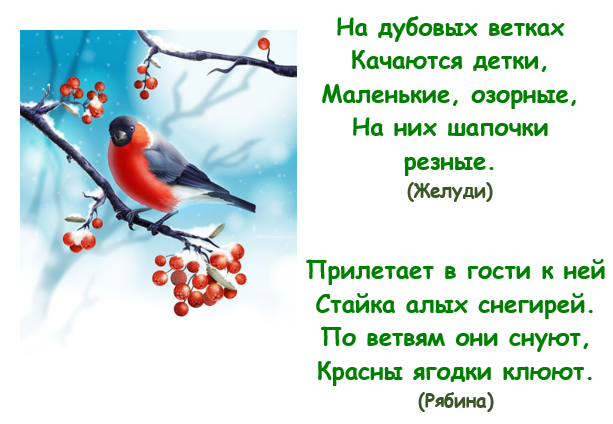 На дубовых ветках
Качаются детки,
Маленькие, озорные,
На них шапочки
резные.
(Желуди)
Прилетает в гости к ней
Стайка алых снегирей.
По ветвям они снуют,
Красны ягодки клюют.
(Рябина)